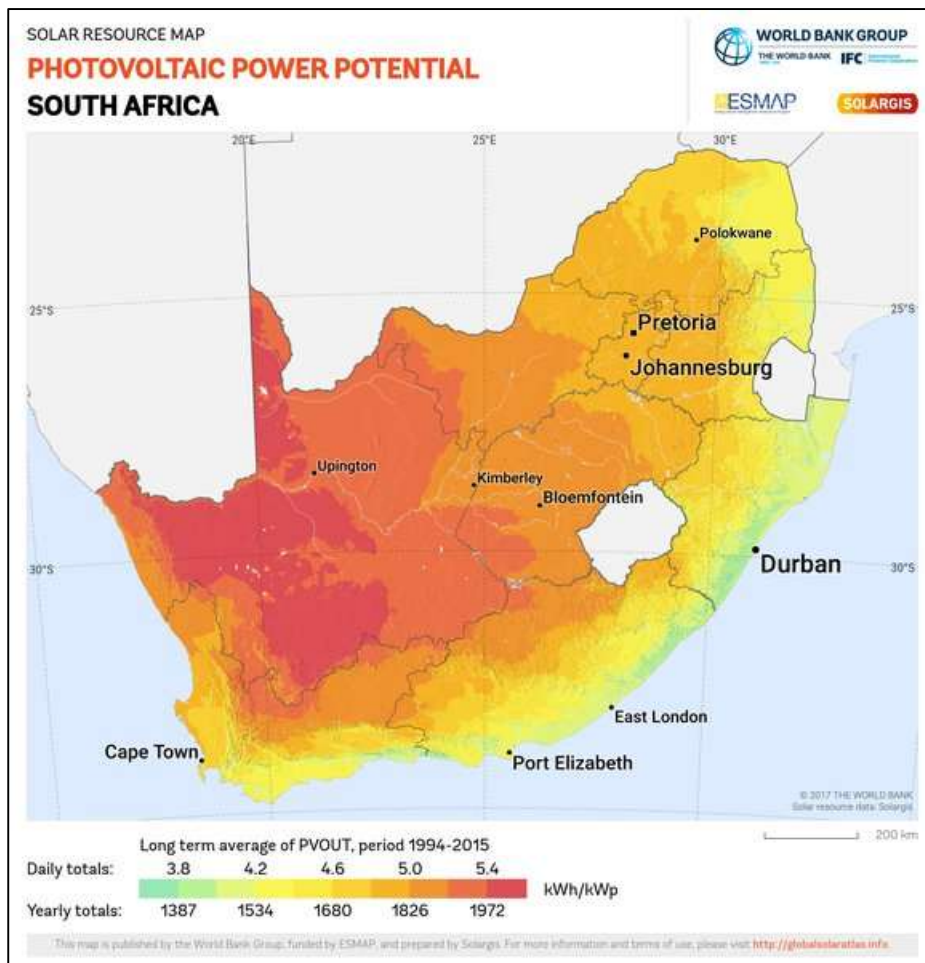 SOLAR RESOURCE MAP
PHOTOVOLTAIC POWER POTENTIAL
SOUTH AFRICA
WORLD BANK GROUP
THE WORLD BANK IFC
ESMAP SOLARGIS
20°E 25°E 30°E
Polokwane
25°S 25°S
Pretoria
Johannesburg
Upington
Kimberley
Bloemfontein
Durban
30°S 30°S
East London
Cape Town
Port Elizabeth
© 2017 THE WORLD BANK
Solar resource data: Solargis
200 km
Long term average of PVOUT, period 1994-2015
Daily totals: 3.8 4.2 4.6 5.0 5.4
kWh/kWp
Yearly totals: 1387 1534 1680 1826 1972
This map is published by the World Bank Group, funded by ESMAP, and prepared by Solargis. For more information and terms of use, please visit http://globalsolaratlas.info.